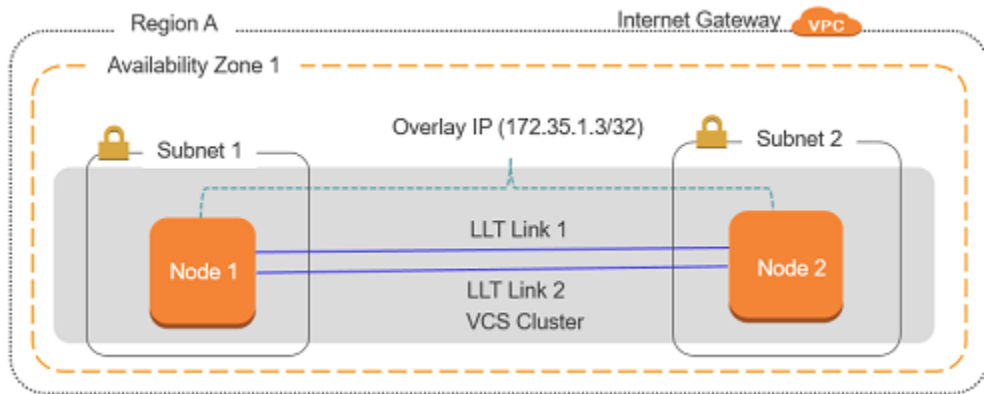 Region A
Internet Gateway
VPC
Availability Zone 1
Overlay IP (172.35.1.3/32)
Subnet 1
Subnet 2
LLT Link 1
Node 1
Node 2
LLT Link 2
VCS Cluster